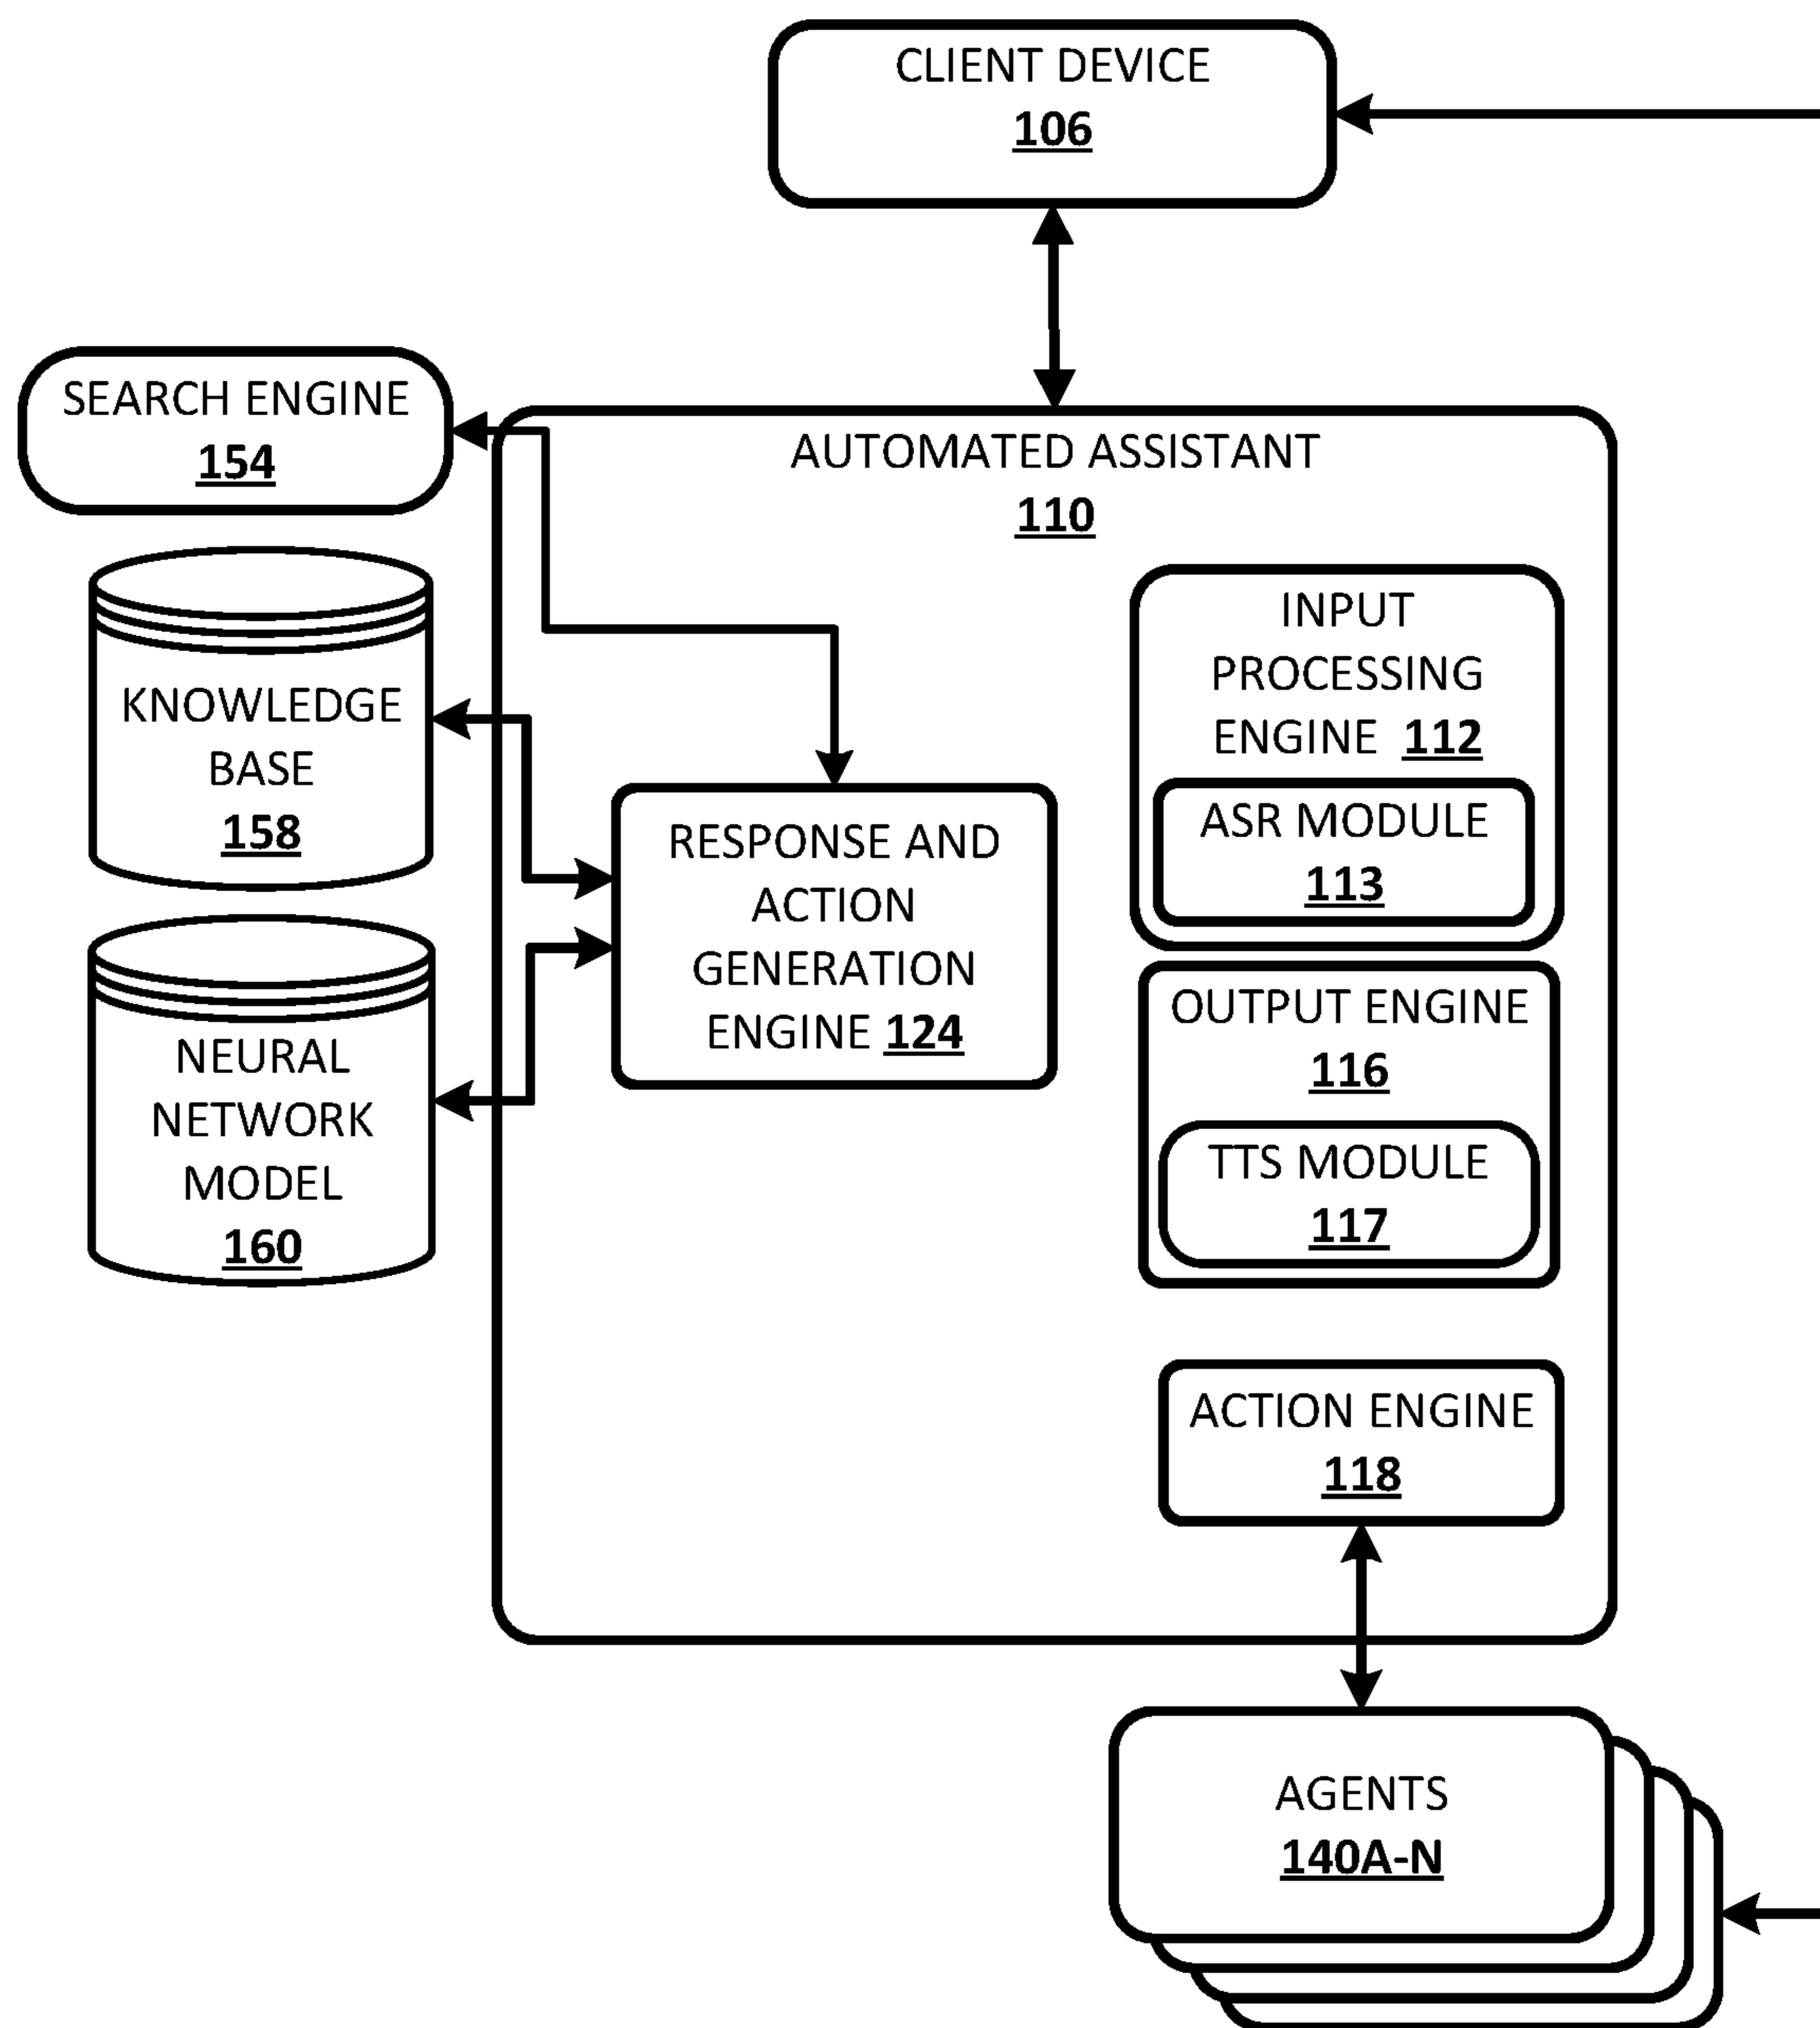 CLIENT DEVICE
106
SEARCH ENGINE
154
AUTOMATED ASSISTANT
110
KNOWLEDGE
BASE
158
NEURAL
NETWORK
MODEL
160
RESPONSE AND
ACTION
GENERATION
ENGINE 124
INPUT
PROCESSING
ENGINE 112
ASR MODULE
113
OUTPUT ENGINE
116
TTS MODULE
117
ACTION ENGINE
118
AGENTS
140A-N